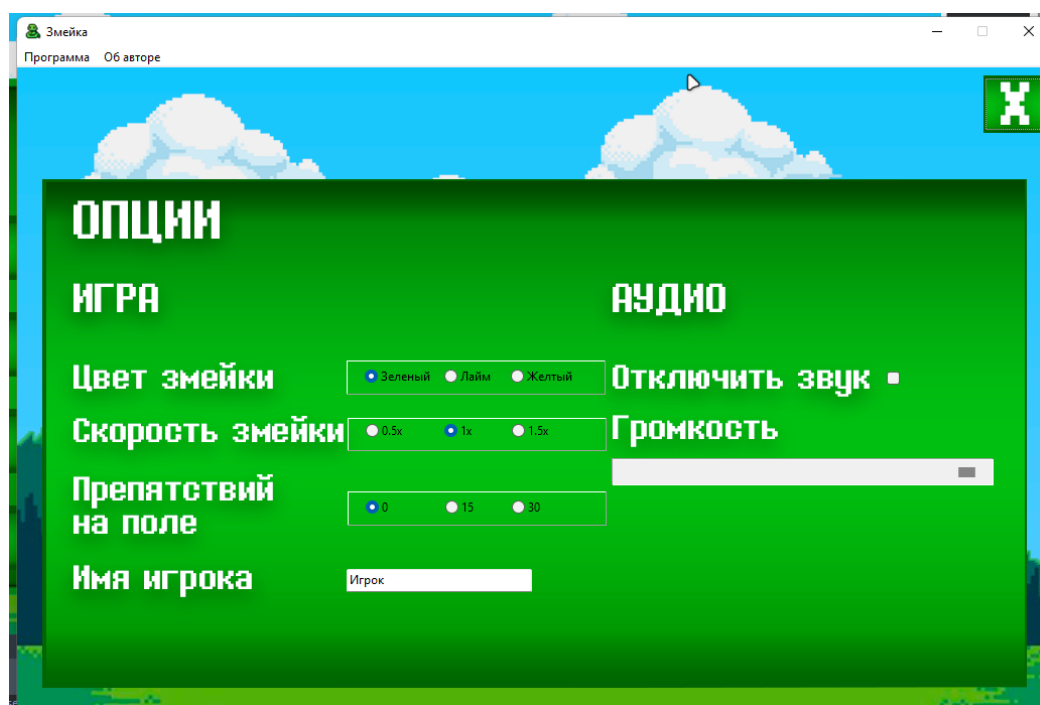 Змейка
Программа Об авторе
X
ОПЦИИ
ИГРА
АУДИО
Цвет змейки
Зеленый Лайм Желтый
Отключить звук
Скорость змейки
0.5x 1x 1.5x
Громкость
Препятствий
на поле
0 15 30
Имя игрока
Игрок